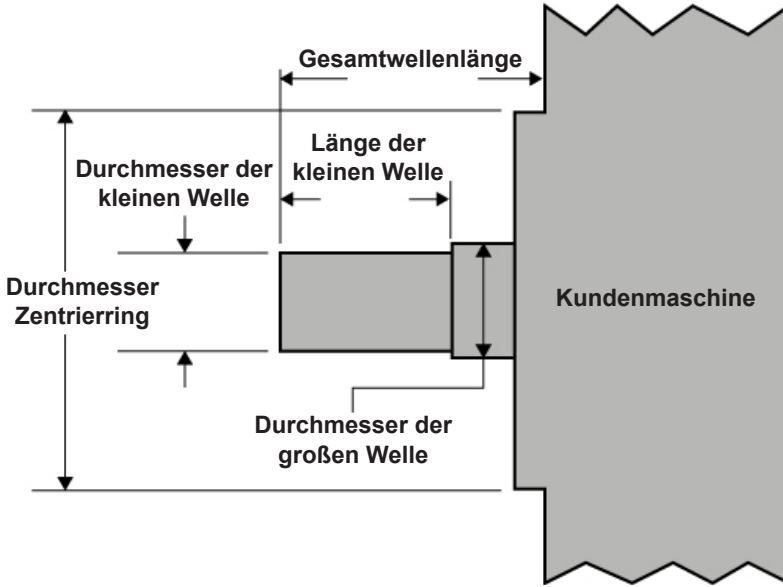 Gesamtwellenlänge
Länge der
kleinen Welle
Durchmesser der
kleinen Welle
Durchmesser
Zentrierring
Kundenmaschine
Durchmesser der
großen Welle